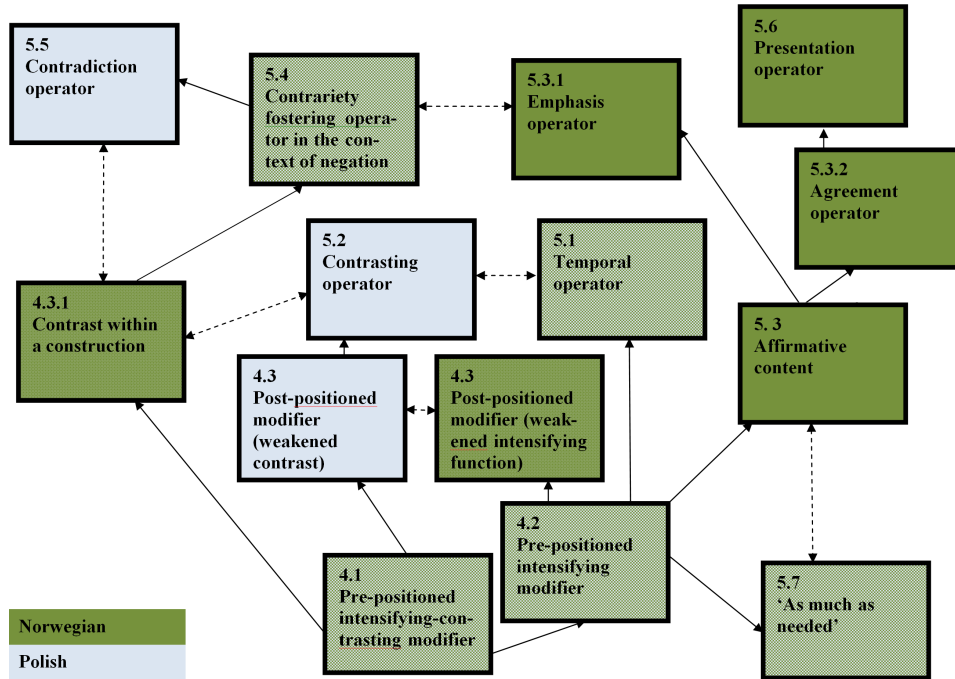 5.5
Contradiction
operator
5.4
Contrariety
fostering opera-
tor in the con-
text of negation
5.3.1
Emphasis
operator
5.6
Presentation
operator
5.3.2
Agreement
operator
5.2
Contrasting
operator
5.1
Temporal
operator
4.3.1
Contrast within
a construction
5. 3
Affirmative
content
4.3
Post-positioned
modifier
(weakened
contrast)
4.3
Post-positioned
modifier (weak-
ened intensifying
function)
4.2
Pre-positioned
intensifying
modifier
4.1
Pre-positioned
intensifying-con-
trasting modifier
5.7
‘As much as
needed’
Norwegian
Polish